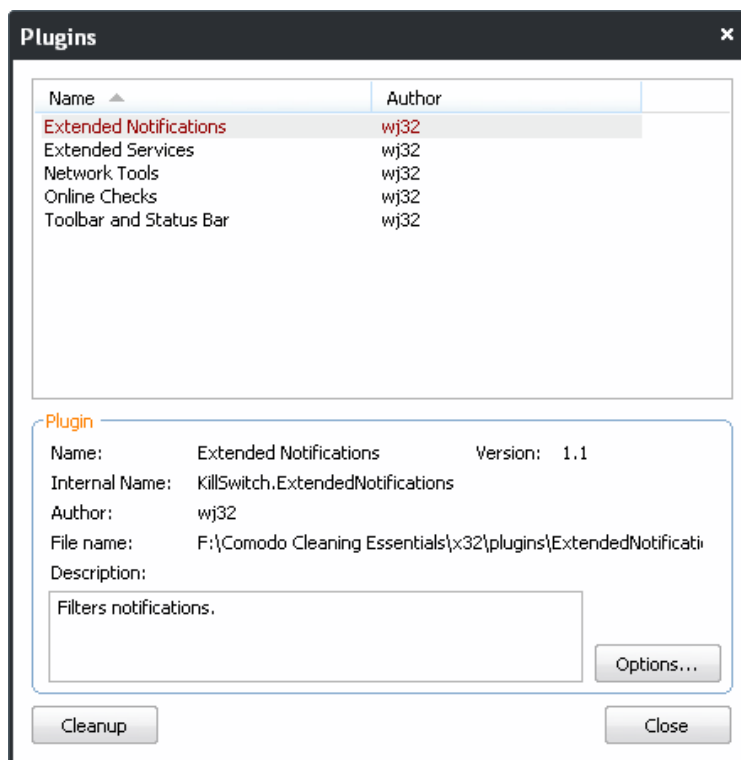 Plugins
Name Author
Extended Notifications wj32
Extended Services wj32
Network Tools wj32
Online Checks wj32
Toolbar and Status Bar wj32
Plugin
Name: Extended Notifications Version: 1.1
Internal Name: KillSwitch.ExtendedNotifications
Author: wj32
File name: F:\Comodo Cleaning Essentials\x32\plugins\ExtendedNotificati
Description:
Filters notifications.
Options...
Cleanup Close